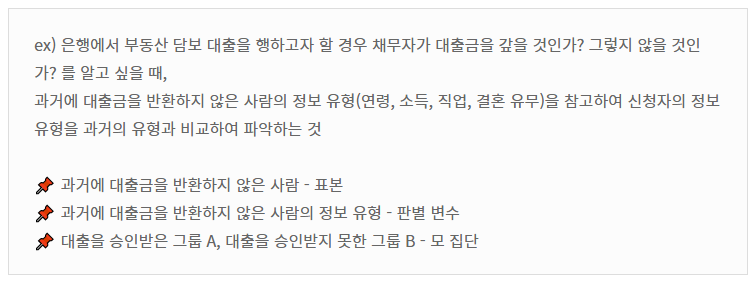 ex) 은행에서 부동산 담보 대출을 행하고자 할 경우 채무자가 대출금을 갚을 것인가? 그렇지 않을 것인
가? 를 알고 싶을 때,
과거에 대출금을 반환하지 않은 사람의 정보 유형(연령, 소득, 직업, 결혼 유무)을 참고하여 신청자의 정보
유형을 과거의 유형과 비교하여 파악하는 것
📌 과거에 대출금을 반환하지 않은 사람 - 표본
📌 과거에 대출금을 반환하지 않은 사람의 정보 유형 - 판별 변수
📌 대출을 승인받은 그룹 A, 대출을 승인받지 못한 그룹 B - 모 집단